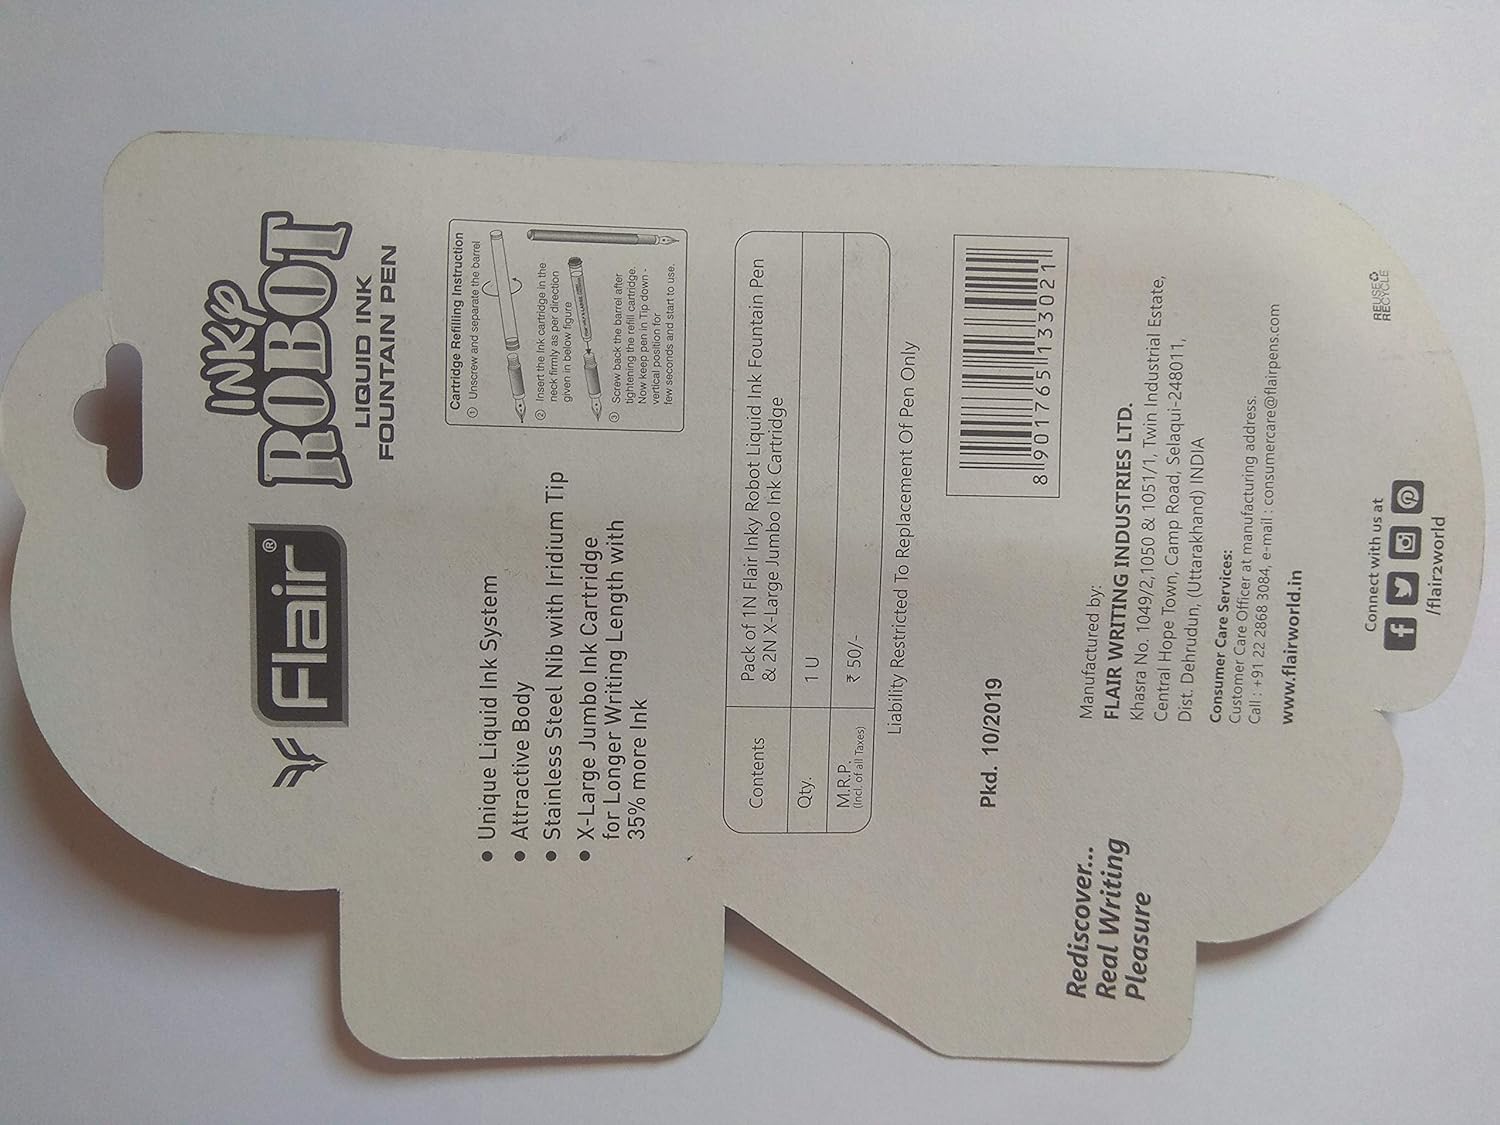 Flair®
INKy
ROBOT
LIQUID INK
FOUNTAIN PEN
• Unique Liquid Ink System
• Attractive Body
• Stainless Steel Nib with Iridium Tip
• X-Large Jumbo Ink Cartridge
for Longer Writing Length with
35% more Ink
Cartridge Refilling Instruction
① Unscrew and separate the barrel
② Insert the Ink cartridge in the
neck firmly as per direction
given in below figure
③ Screw back the barrel after
tightening the refill cartridge.
Now keep pen in Tip down -
vertical position for
few seconds and start to use.
Contents Pack of 1N Flair Inky Robot Liquid Ink Fountain Pen
& 2N X-Large Jumbo Ink Cartridge
Qty. 1 U
M.R.P. ₹ 50/-
(Incl. of all Taxes)
Liability Restricted To Replacement Of Pen Only
Pkd. 10/2019
8 901765 133021
Rediscover...
Real Writing
Pleasure
Manufactured by:
FLAIR WRITING INDUSTRIES LTD.
Khasra No. 1049/2,1050 & 1051/1, Twin Industrial Estate,
Central Hope Town, Camp Road, Selaqui-248011,
Dist. Dehrudun, (Uttarakhand) INDIA
Consumer Care Services:
Customer Care Officer at manufacturing address.
Call : +91 22 2868 3084, e-mail : consumercare@flairpens.com
www.flairworld.in
Connect with us at
/flair2world
REUSE
RECYCLE